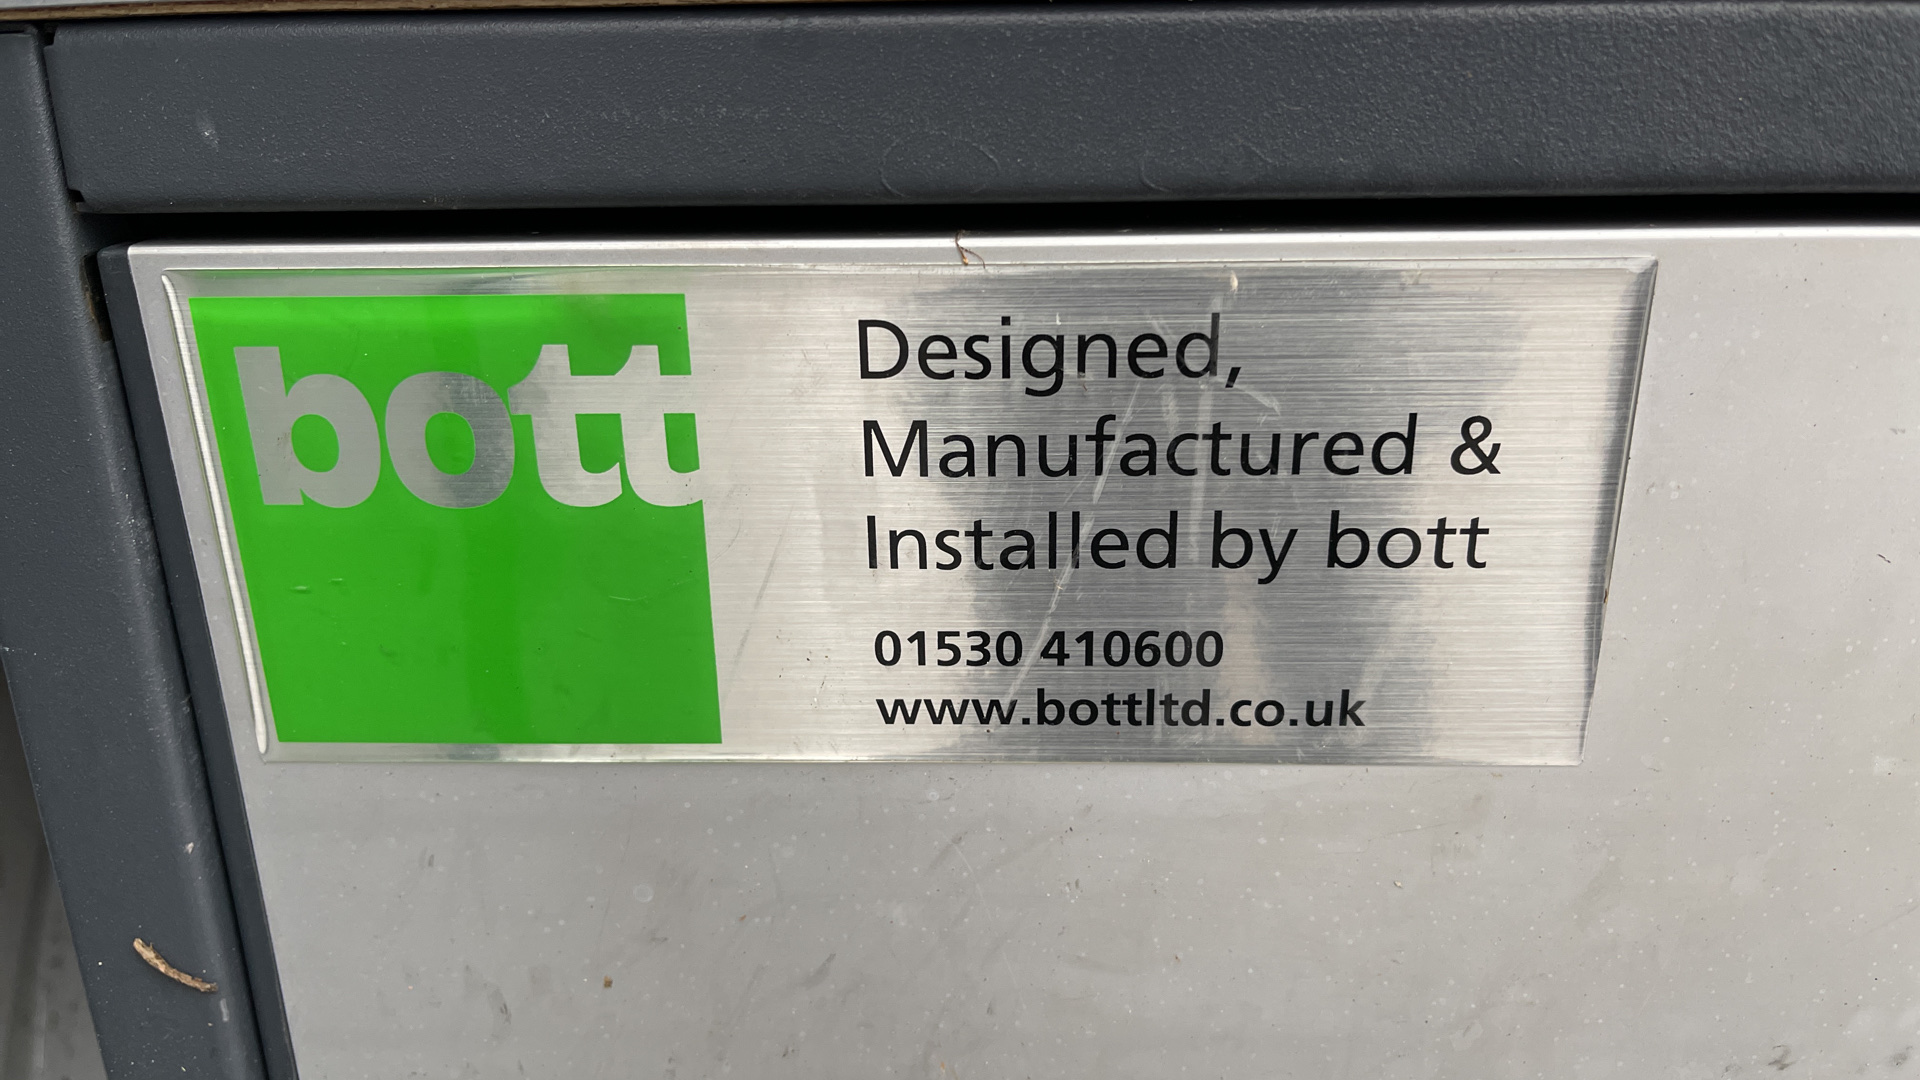 bott
Designed,
Manufactured &
Installed by bott
01530 410600
www.bottltd.co.uk